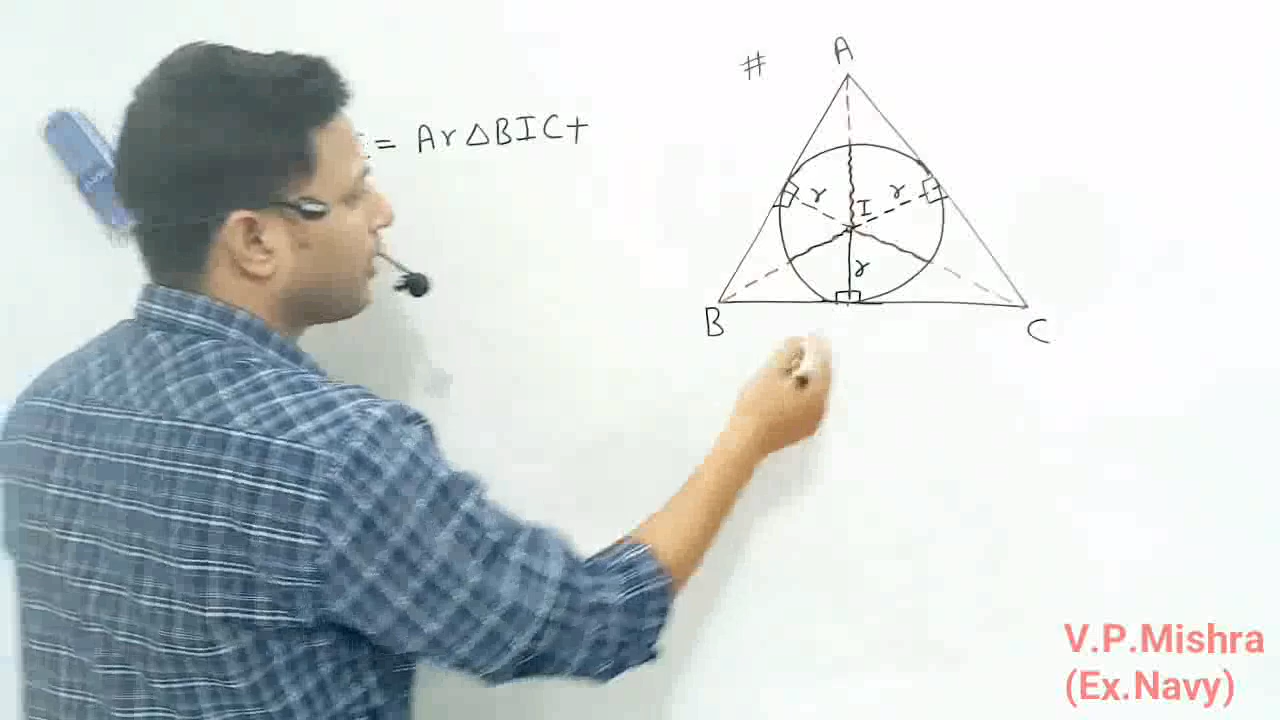 #
A
= Ar △BIC +
r
r
I
r
B
C
V.P.Mishra
(Ex.Navy)